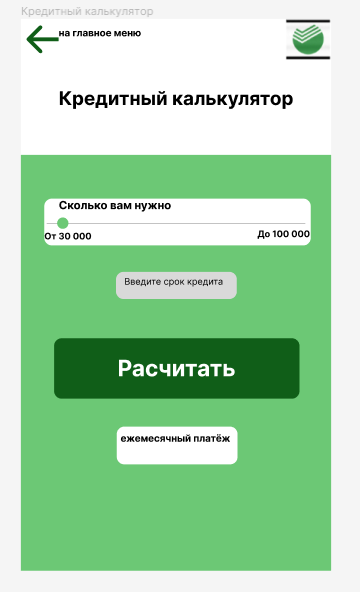 Кредитный калькулятор
на главное меню
Кредитный калькулятор
Сколько вам нужно
От 30 000
До 100 000
Введите срок кредита
Расчитать
ежемесячный платёж